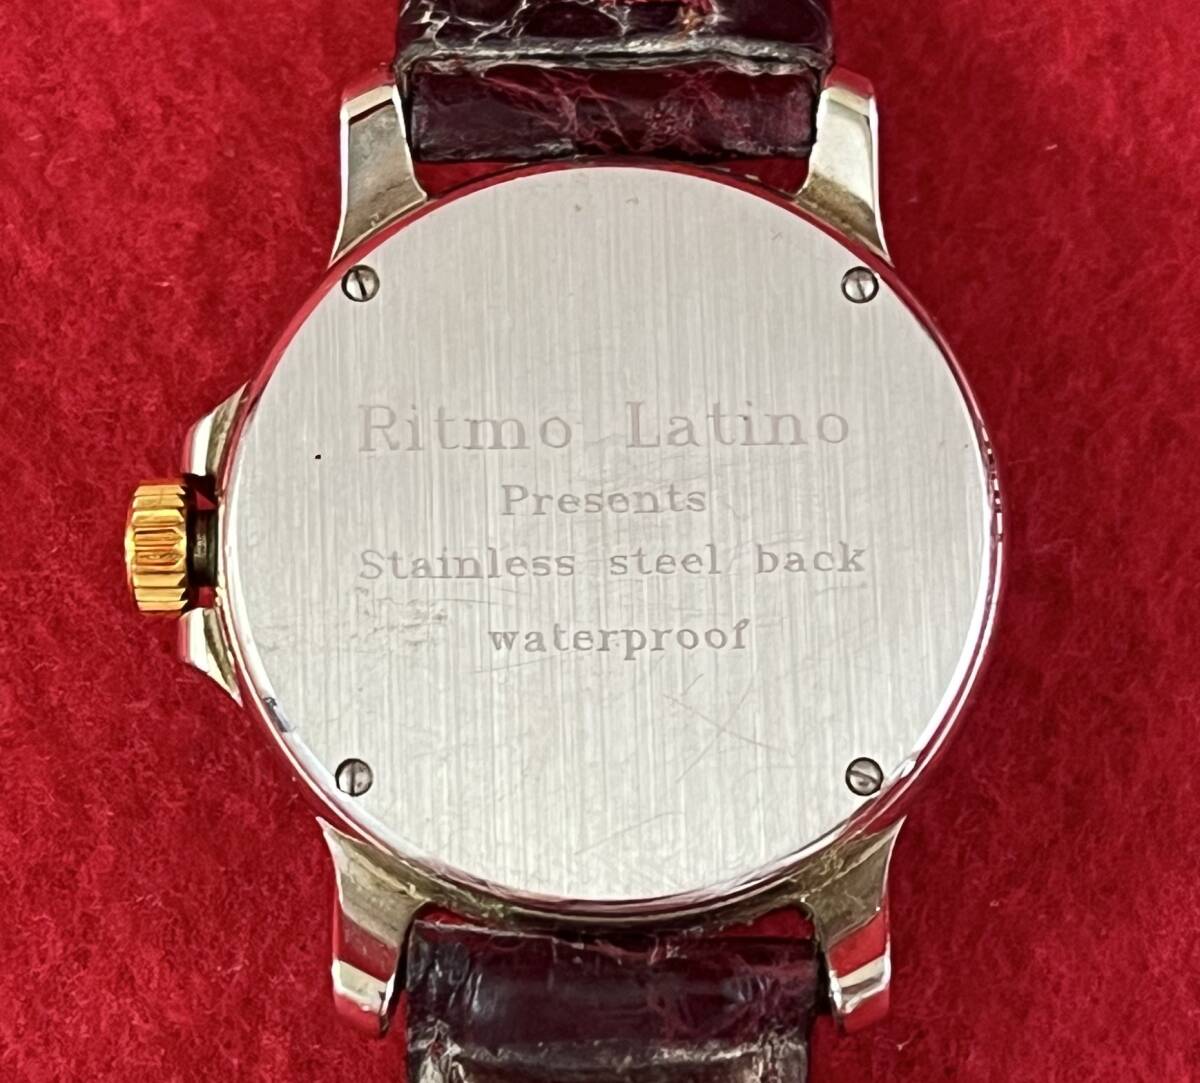 Ritmo Latino
Presents
Stainless steel back
waterproof